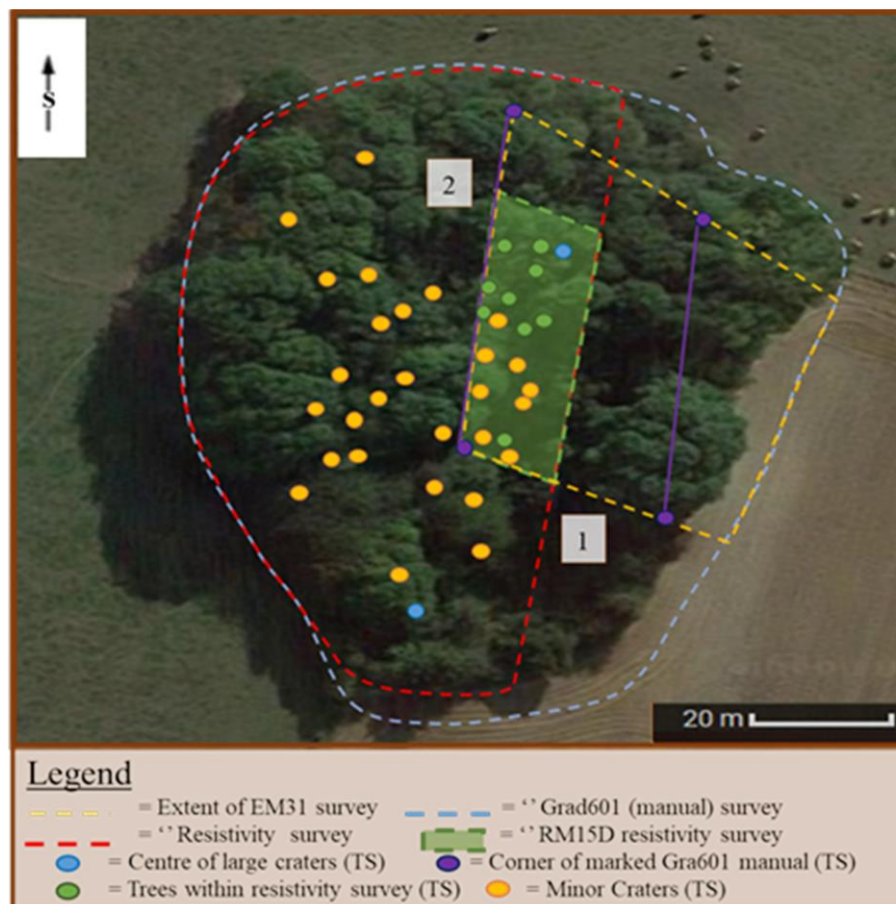 S
2
1
20 m
Legend
= Extent of EM31 survey = ‘’ Grad601 (manual) survey
= ‘’ Resistivity survey = ‘’ RM15D resistivity survey
= Centre of large craters (TS) = Corner of marked Gra601 manual (TS)
= Trees within resistivity survey (TS) = Minor Craters (TS)